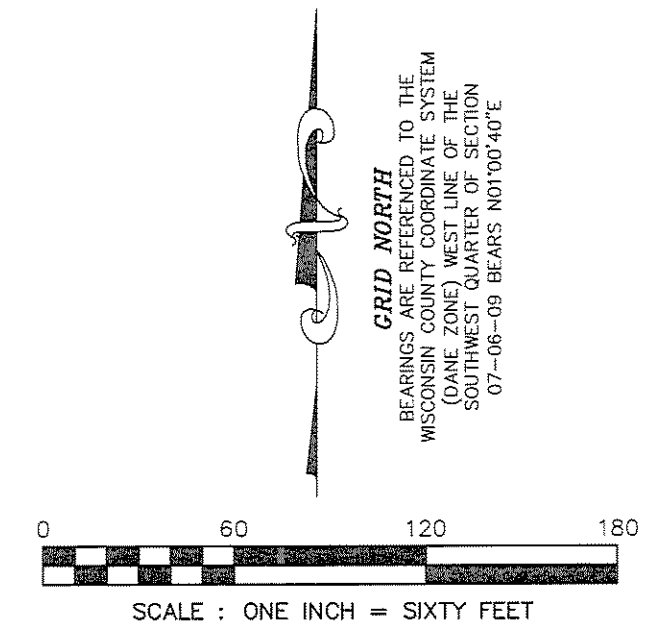 GRID NORTH
BEARINGS ARE REFERENCED TO THE
WISCONSIN COUNTY COORDINATE SYSTEM
(DANE ZONE) WEST LINE OF THE
SOUTHWEST QUARTER OF SECTION
07-06-09 BEARS N01°00'40"E
0 60 120 180
SCALE : ONE INCH = SIXTY FEET